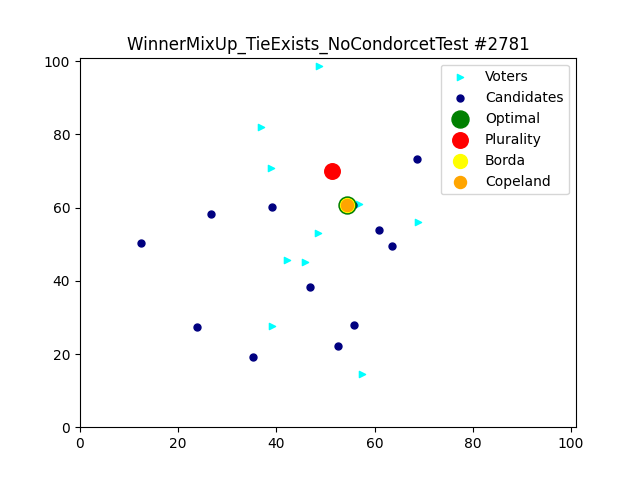 WinnerMixUp_TieExists_NoCondorcetTest #2781
100
80
60
40
20
0
0 20 40 60 80 100
Voters
Candidates
Optimal
Plurality
Borda
Copeland